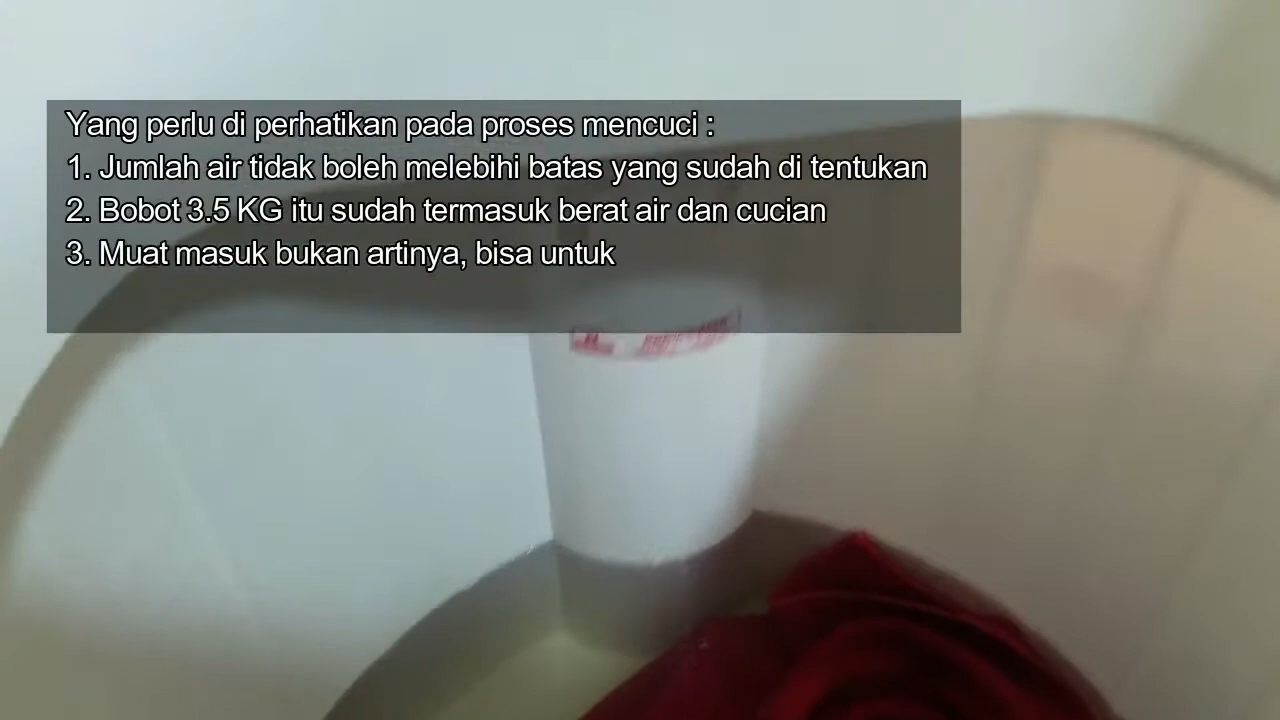 Yang perlu di perhatikan pada proses mencuci :
1. Jumlah air tidak boleh melebihi batas yang sudah di tentukan
2. Bobot 3.5 KG itu sudah termasuk berat air dan cucian
3. Muat masuk bukan artinya, bisa untuk